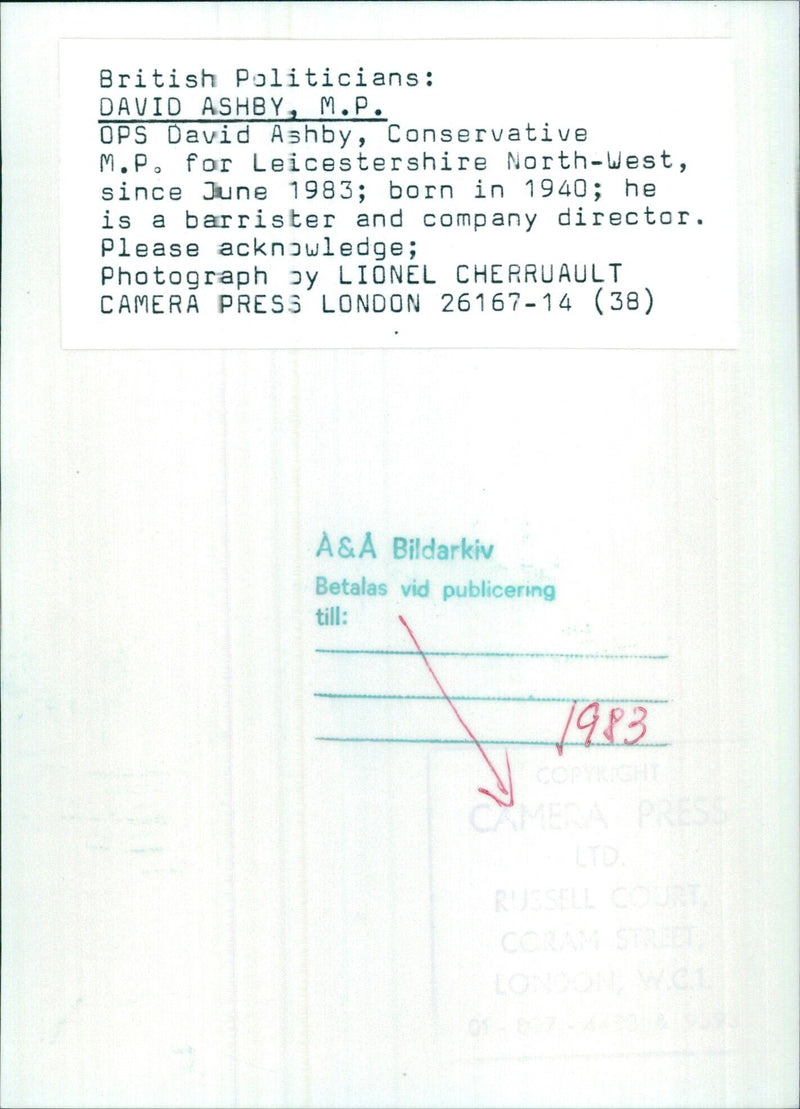 British Politicians:
DAVID ASHBY, M.P.
OPS David Ashby, Conservative
M.P. for Leicestershire North-West,
since June 1983; born in 1940; he
is a barrister and company director.
Please acknowledge;
Photograph by LIONEL CHERRUAULT
CAMERA PRESS LONDON 26167-14 (38)
Å&Å Bildarkiv
Betalas vid publicering
till:
1983
COPYRIGHT
CAMERA PRESS
LTD.
RUSSELL COURT,
CORAM STREET,
LONDON, W.C.1.